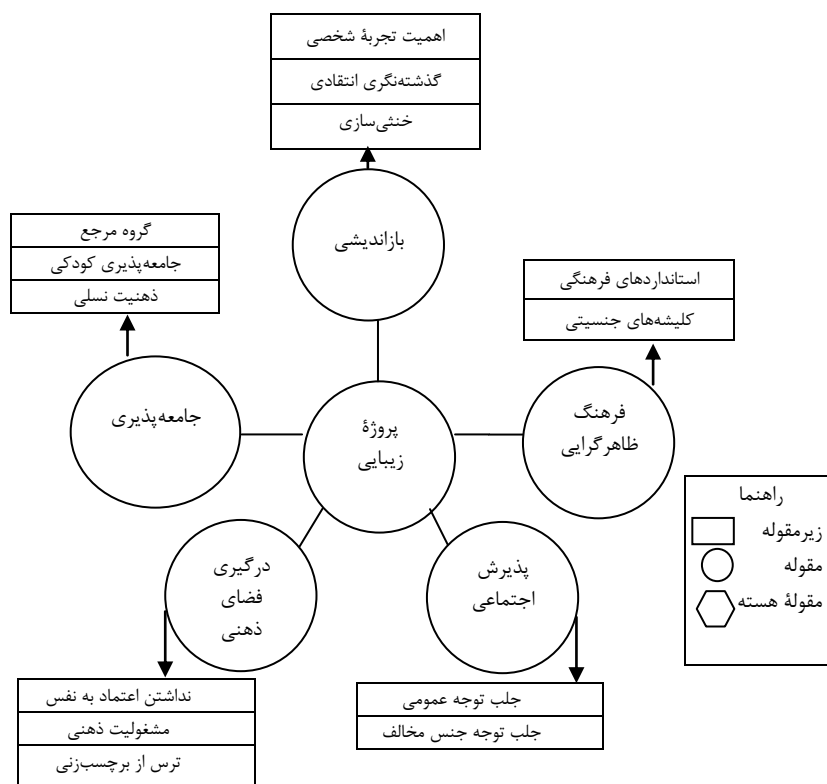 اهمیت تجربهٔ شخصی
گذشته‌نگری انتقادی
خنثی‌سازی
بازاندیشی
گروه مرجع
جامعه‌پذیری کودکی
ذهنیت نسلی
استانداردهای فرهنگی
کلیشه‌های جنسیتی
جامعه‌پذیری
پروژهٔ
زیبایی
فرهنگ
ظاهرگرایی
راهنما
زیرمقوله
مقوله
مقولهٔ هسته
درگیری
فضای
ذهنی
پذیرش
اجتماعی
نداشتن اعتماد به نفس
مشغولیت ذهنی
ترس از برچسب‌زنی
جلب توجه عمومی
جلب توجه جنس مخالف